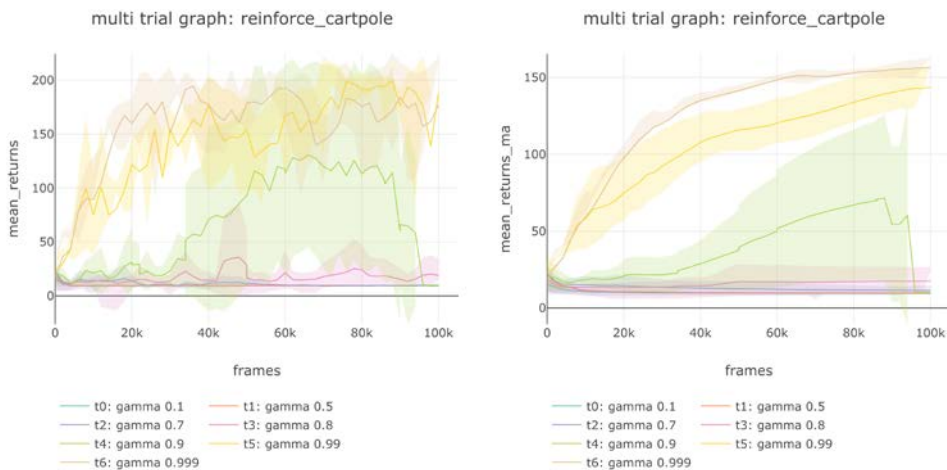 multi trial graph: reinforce_cartpole
mean_returns
200
150
100
50
0
0 20k 40k 60k 80k 100k
frames
t0: gamma 0.1 t1: gamma 0.5
t2: gamma 0.7 t3: gamma 0.8
t4: gamma 0.9 t5: gamma 0.99
t6: gamma 0.999
multi trial graph: reinforce_cartpole
mean_returns_ma
150
100
50
0
0 20k 40k 60k 80k 100k
frames
t0: gamma 0.1 t1: gamma 0.5
t2: gamma 0.7 t3: gamma 0.8
t4: gamma 0.9 t5: gamma 0.99
t6: gamma 0.999